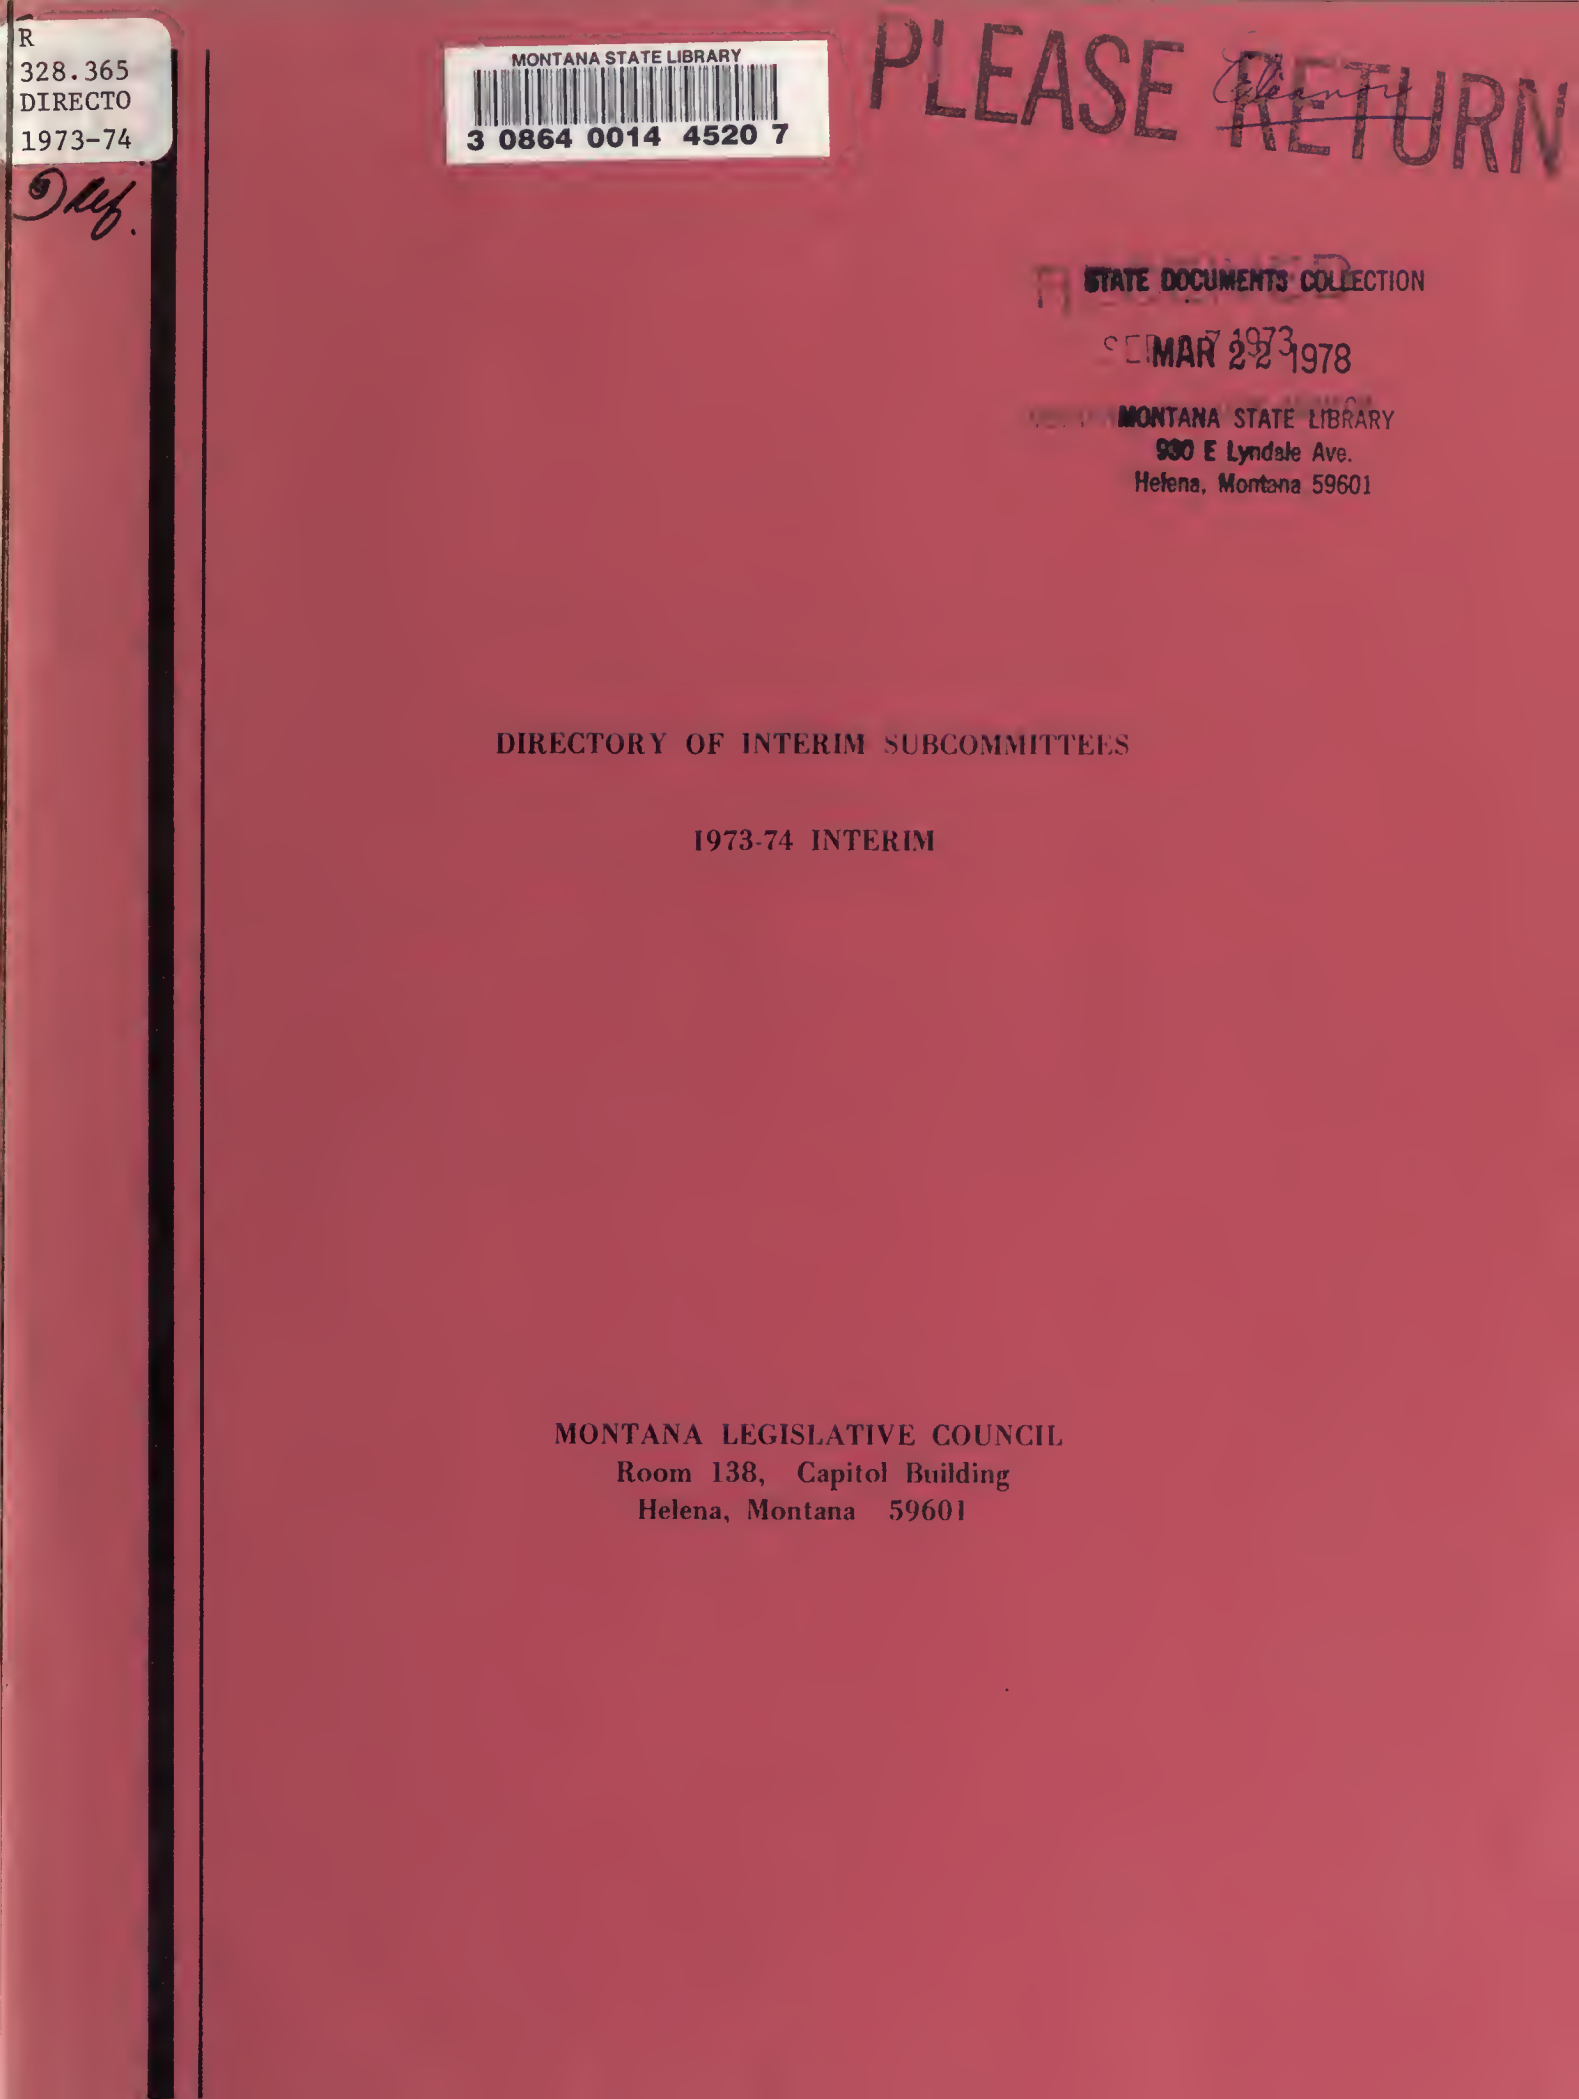 R
328.365
DIRECTO
1973-74
MONTANA STATE LIBRARY
3 0864 0014 4520 7
PLEASE RETURN
Eleanor
STATE DOCUMENTS COLLECTION
MAR 22 1978
1973
MONTANA STATE LIBRARY
930 E Lyndale Ave.
Helena, Montana 59601
DIRECTORY OF INTERIM SUBCOMMITTEES
1973-74 INTERIM
MONTANA LEGISLATIVE COUNCIL
Room 138, Capitol Building
Helena, Montana 59601